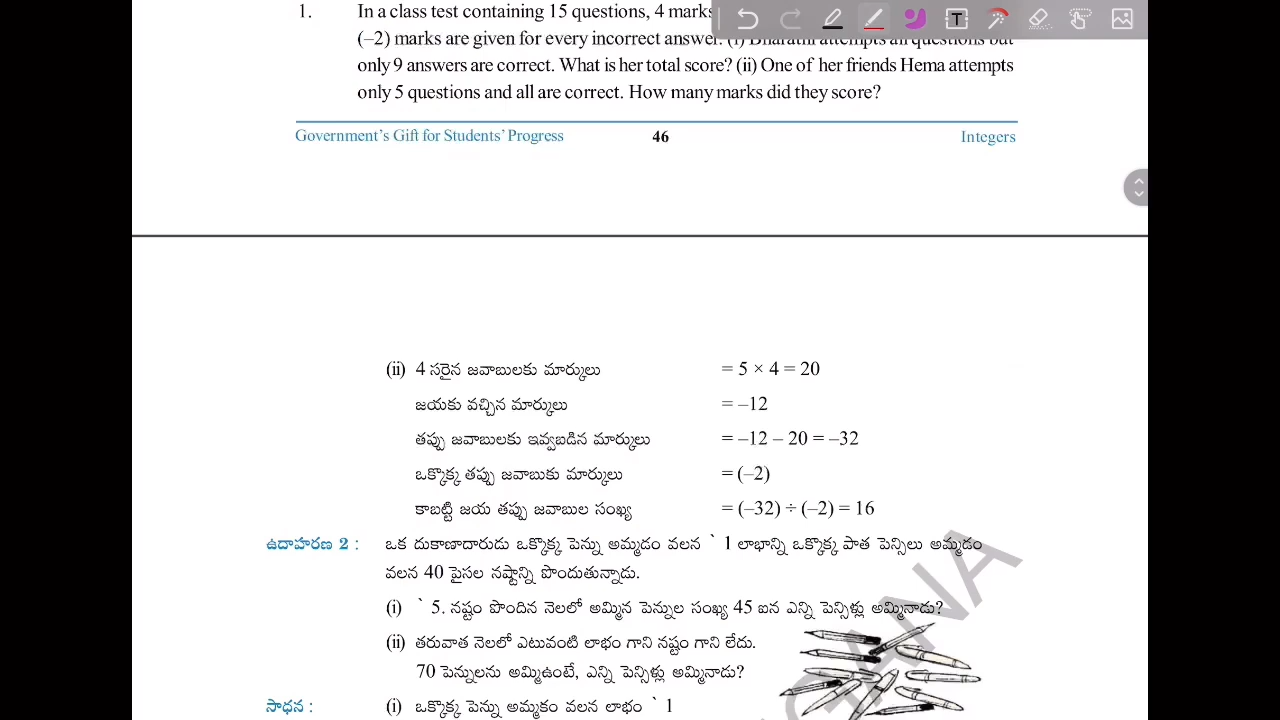 1. In a class test containing 15 questions, 4 marks
(–2) marks are given for every incorrect answer. (i) Bharathi attempts all questions but
only 9 answers are correct. What is her total score? (ii) One of her friends Hema attempts
only 5 questions and all are correct. How many marks did they score?
Government's Gift for Students' Progress 46 Integers
(ii) 4 సరైన జవాబులకు మార్కులు = 5 × 4 = 20
జయకు వచ్చిన మార్కులు = –12
తప్పు జవాబులకు ఇవ్వబడిన మార్కులు = –12 – 20 = –32
ఒక్కొక్క తప్పు జవాబుకు మార్కులు = (–2)
కాబట్టి జయ తప్పు జవాబుల సంఖ్య = (–32) ÷ (–2) = 16
ఉదాహరణ 2 : ఒక దుకాణాదారుడు ఒక్కొక్క పెన్ను అమ్మడం వలన ` 1 లాభాన్ని ఒక్కొక్క పాత పెన్సిలు అమ్మడం
వలన 40 పైసల నష్టాన్ని పొందుతున్నాడు.
(i) ` 5. నష్టం పొందిన నెలలో అమ్మిన పెన్నుల సంఖ్య 45 ఐన ఎన్ని పెన్సిళ్లు అమ్మినాడు?
(ii) తరువాత నెలలో ఎటువంటి లాభం గాని నష్టం గాని లేదు.
70 పెన్నులను అమ్మిఉంటే, ఎన్ని పెన్సిళ్లు అమ్మినాడు?
సాధన : (i) ఒక్కొక్క పెన్ను అమ్మకం వలన లాభం ` 1